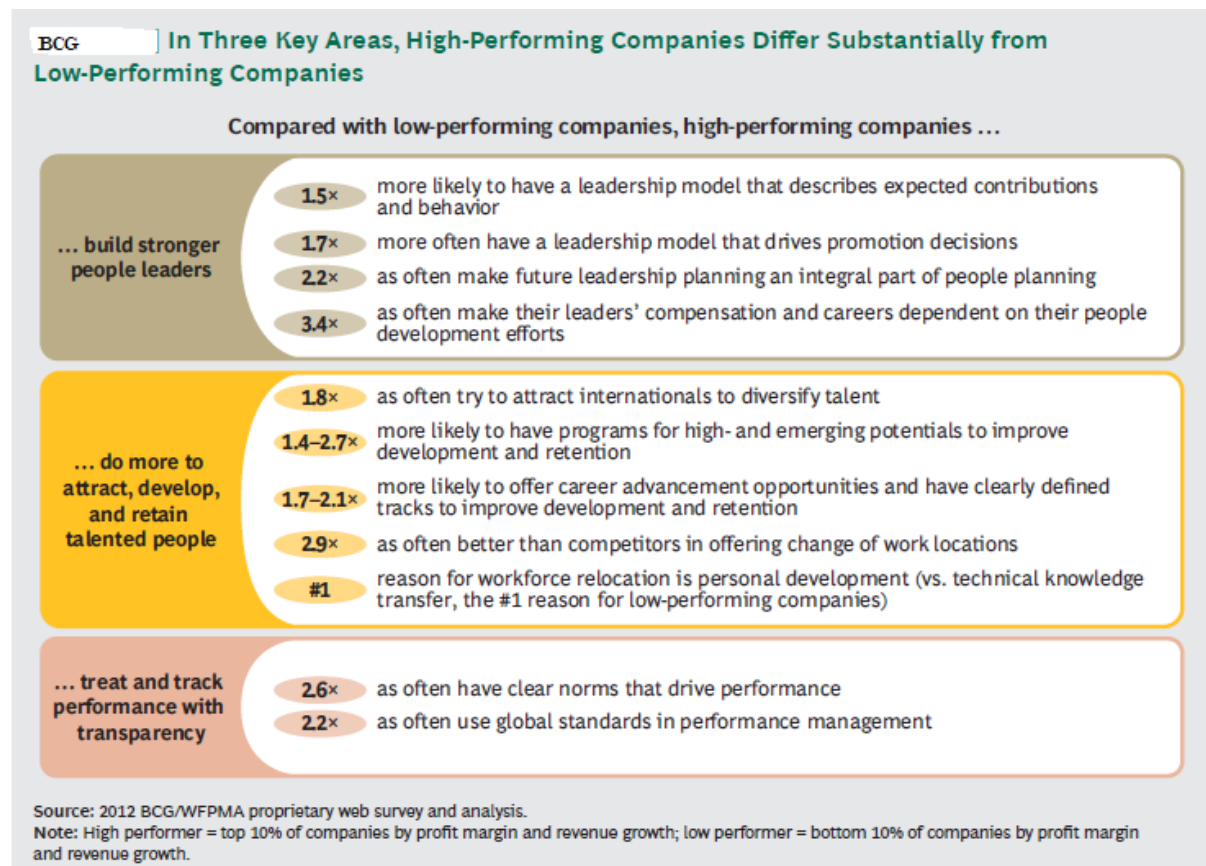 BCG In Three Key Areas, High-Performing Companies Differ Substantially from
Low-Performing Companies
Compared with low-performing companies, high-performing companies …
… build stronger
people leaders
1.5× more likely to have a leadership model that describes expected contributions
and behavior
1.7× more often have a leadership model that drives promotion decisions
2.2× as often make future leadership planning an integral part of people planning
3.4× as often make their leaders’ compensation and careers dependent on their people
development efforts
… do more to
attract, develop,
and retain
talented people
1.8× as often try to attract internationals to diversify talent
1.4–2.7× more likely to have programs for high- and emerging potentials to improve
development and retention
1.7–2.1× more likely to offer career advancement opportunities and have clearly defined
tracks to improve development and retention
2.9× as often better than competitors in offering change of work locations
#1 reason for workforce relocation is personal development (vs. technical knowledge
transfer, the #1 reason for low-performing companies)
… treat and track
performance with
transparency
2.6× as often have clear norms that drive performance
2.2× as often use global standards in performance management
Source: 2012 BCG/WFPMA proprietary web survey and analysis.
Note: High performer = top 10% of companies by profit margin and revenue growth; low performer = bottom 10% of companies by profit margin
and revenue growth.